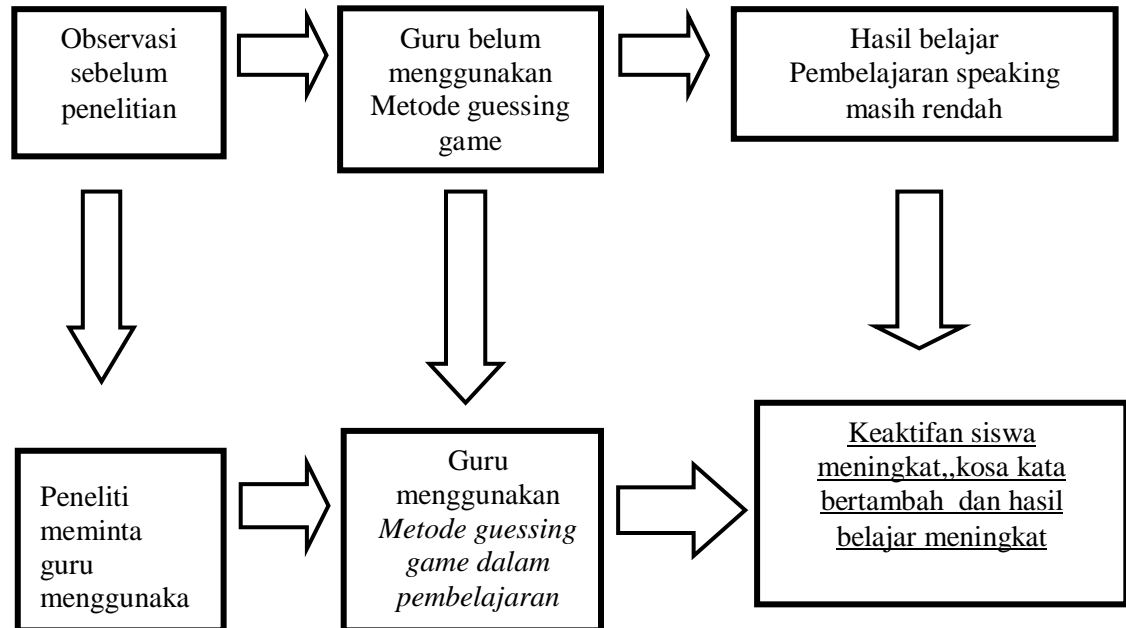 Observasi
sebelum
penelitian
Guru belum
menggunakan
Metode guessing
game
Hasil belajar
Pembelajaran speaking
masih rendah
Peneliti
meminta
guru
menggunaka
Guru
menggunakan
Metode guessing
game dalam
pembelajaran
Keaktifan siswa
meningkat,,kosa kata
bertambah dan hasil
belajar meningkat